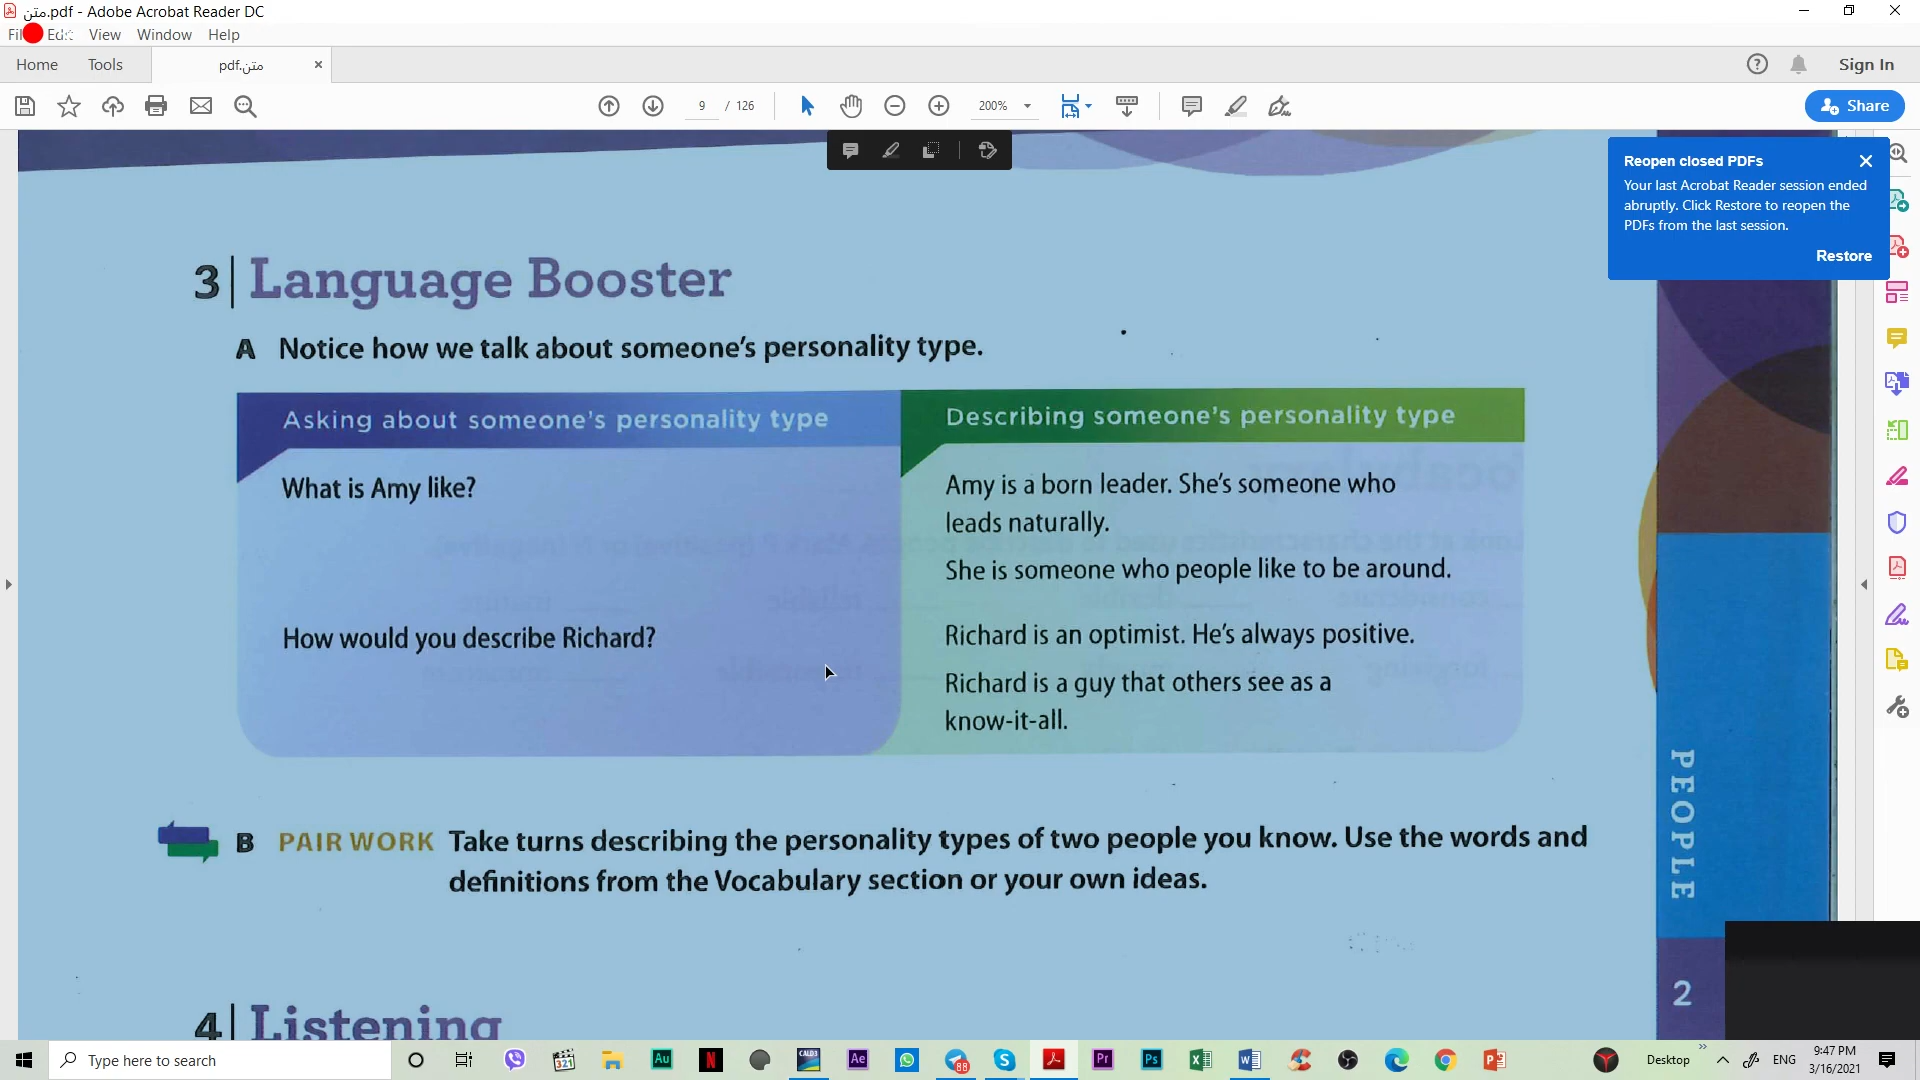 متن.pdf - Adobe Acrobat Reader DC
View Window Help
Home Tools متن.pdf Sign In
9 / 126 200% Share
Reopen closed PDFs
Your last Acrobat Reader session ended
abruptly. Click Restore to reopen the
PDFs from the last session.
Restore
3 Language Booster
A Notice how we talk about someone's personality type.
Asking about someone's personality type
What is Amy like?
How would you describe Richard?
Describing someone's personality type
Amy is a born leader. She's someone who
leads naturally.
She is someone who people like to be around.
Richard is an optimist. He's always positive.
Richard is a guy that others see as a
know-it-all.
B PAIR WORK Take turns describing the personality types of two people you know. Use the words and
definitions from the Vocabulary section or your own ideas.
4 Listening
PEOPLE
2
Type here to search
321
Au
N
CALD3
Ae
88
Pr
Ps
Desktop
ENG
9:47 PM
3/16/2021